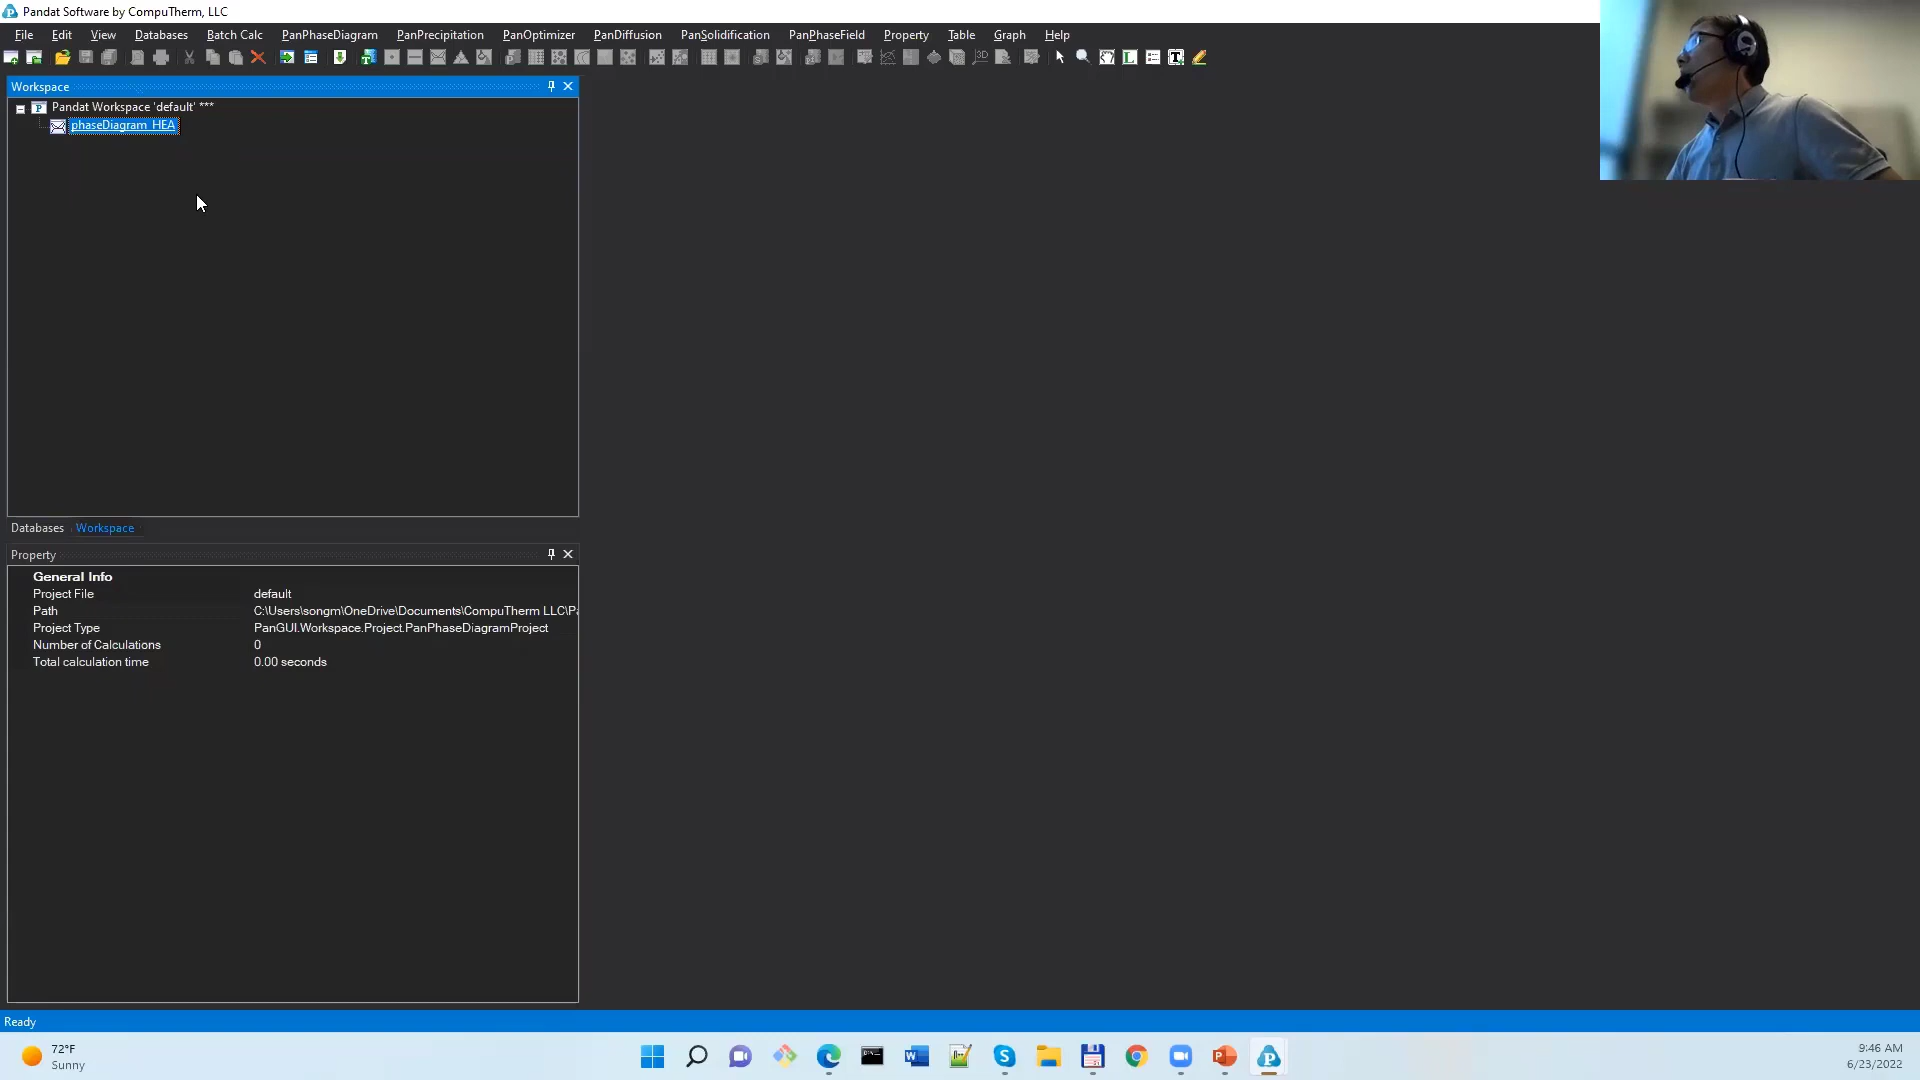 Pandat Software by CompuTherm, LLC
File Edit View Databases Batch Calc PanPhaseDiagram PanPrecipitation PanOptimizer PanDiffusion PanSolidification PanPhaseField Property Table Graph Help
Workspace
Pandat Workspace 'default' ***
phaseDiagram_HEA
Databases Workspace
Property
General Info
Project File default
Path C:\Users\songm\OneDrive\Documents\CompuTherm LLC\Pa
Project Type PanGUI.Workspace.Project.PanPhaseDiagramProject
Number of Calculations 0
Total calculation time 0.00 seconds
Ready
72°F
Sunny
9:46 AM
6/23/2022